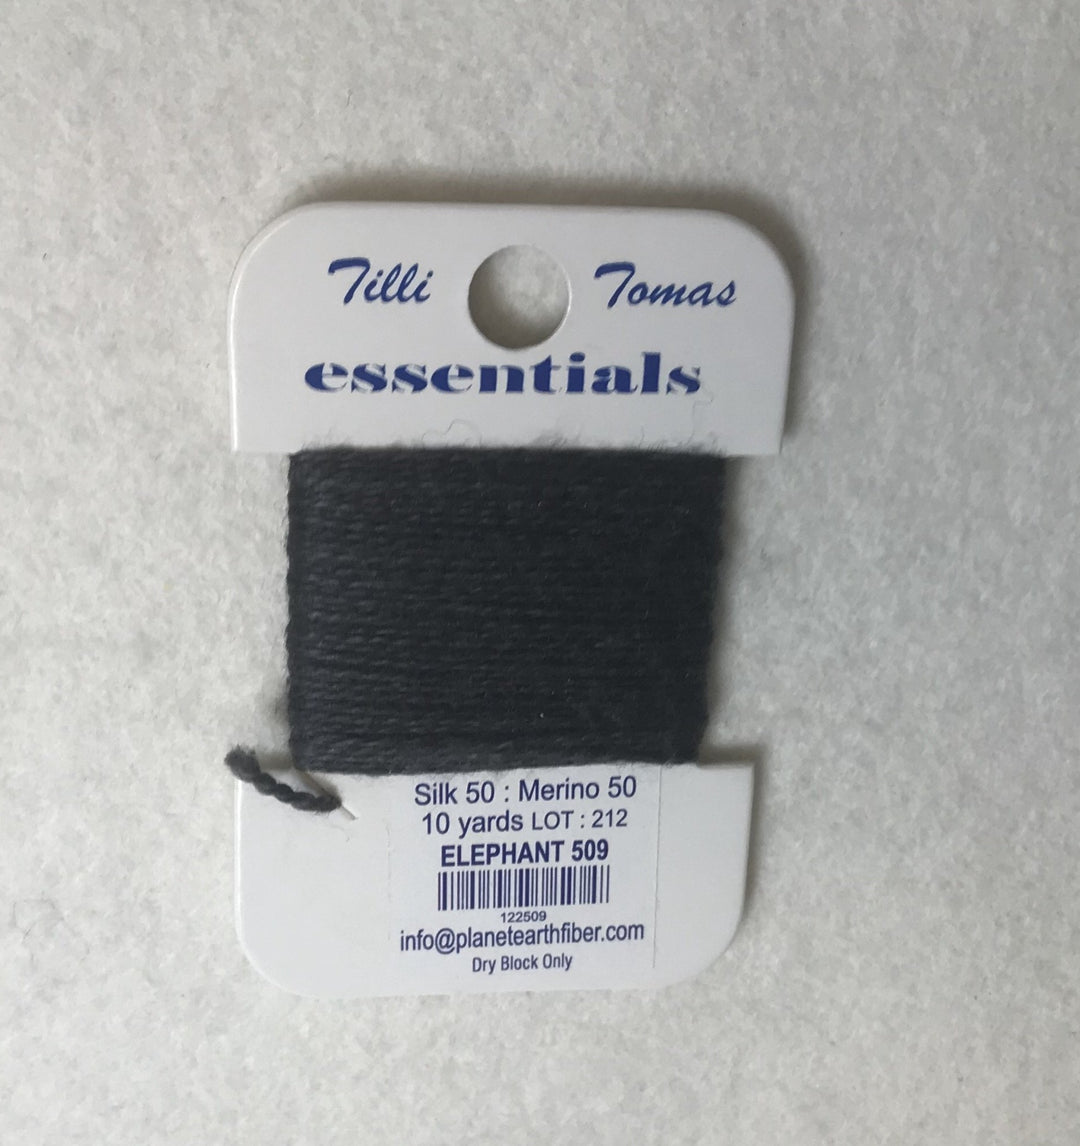 Tilli Tomas
essentials
Silk 50 : Merino 50
10 yards LOT : 212
ELEPHANT 509
122509
info@planetearthfiber.com
Dry Block Only